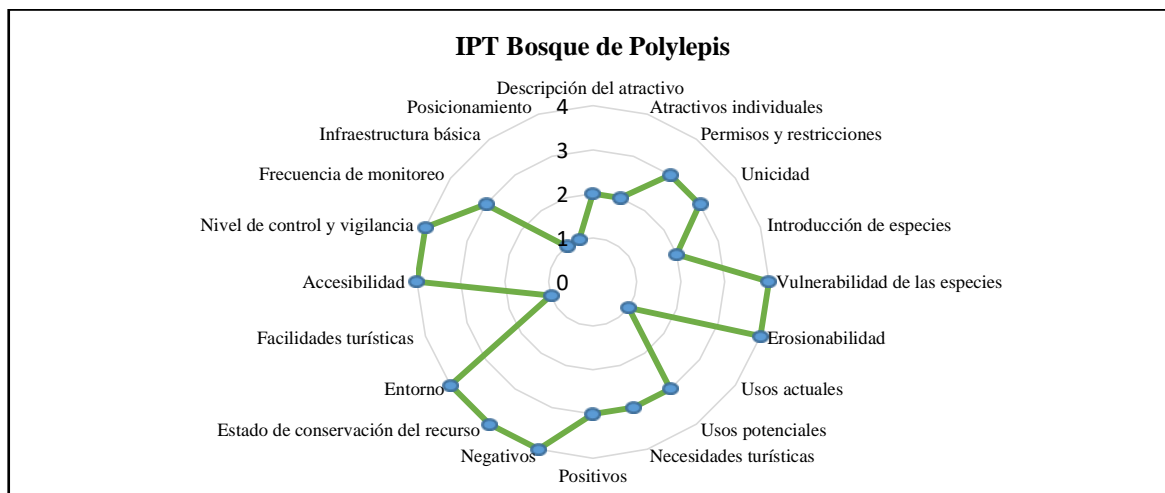 IPT Bosque de Polylepis
Descripción del atractivo
Posicionamiento
Atractivos individuales
Infraestructura básica
Permisos y restricciones
Frecuencia de monitoreo
Unicidad
Nivel de control y vigilancia
Introducción de especies
Accesibilidad
Vulnerabilidad de las especies
Facilidades turísticas
Erosionabilidad
Entorno
Usos actuales
Estado de conservación del recurso
Usos potenciales
Negativos
Necesidades turísticas
Positivos
4
3
2
1
0